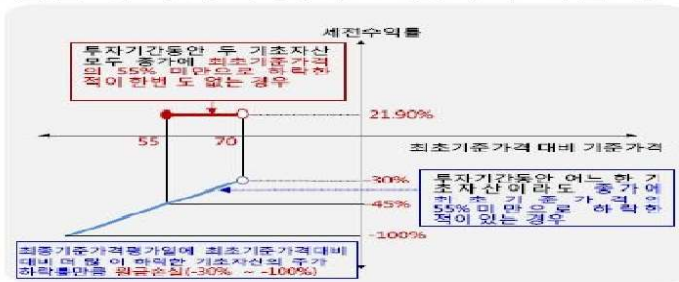 세전수익률
투자기간동안 두 기초자산
모두 종가에 최초기준가격
의 55% 미만으로 하락한
적이 한번 도 없는 경우
21.90%
55 70
최초기준가격 대비 기준가격
-30%
투자기간동안 어느 한 기
초자산이라도 종가에
최초기준가격의
55%미만으로 하락한
적이 있는 경우
-45%
-100%
최종기준가격평가일에 최초기준가격대비
대비 더 많이 하락한 기초자산의 주가
하락률만큼 원금손실(-30% ~ -100%)